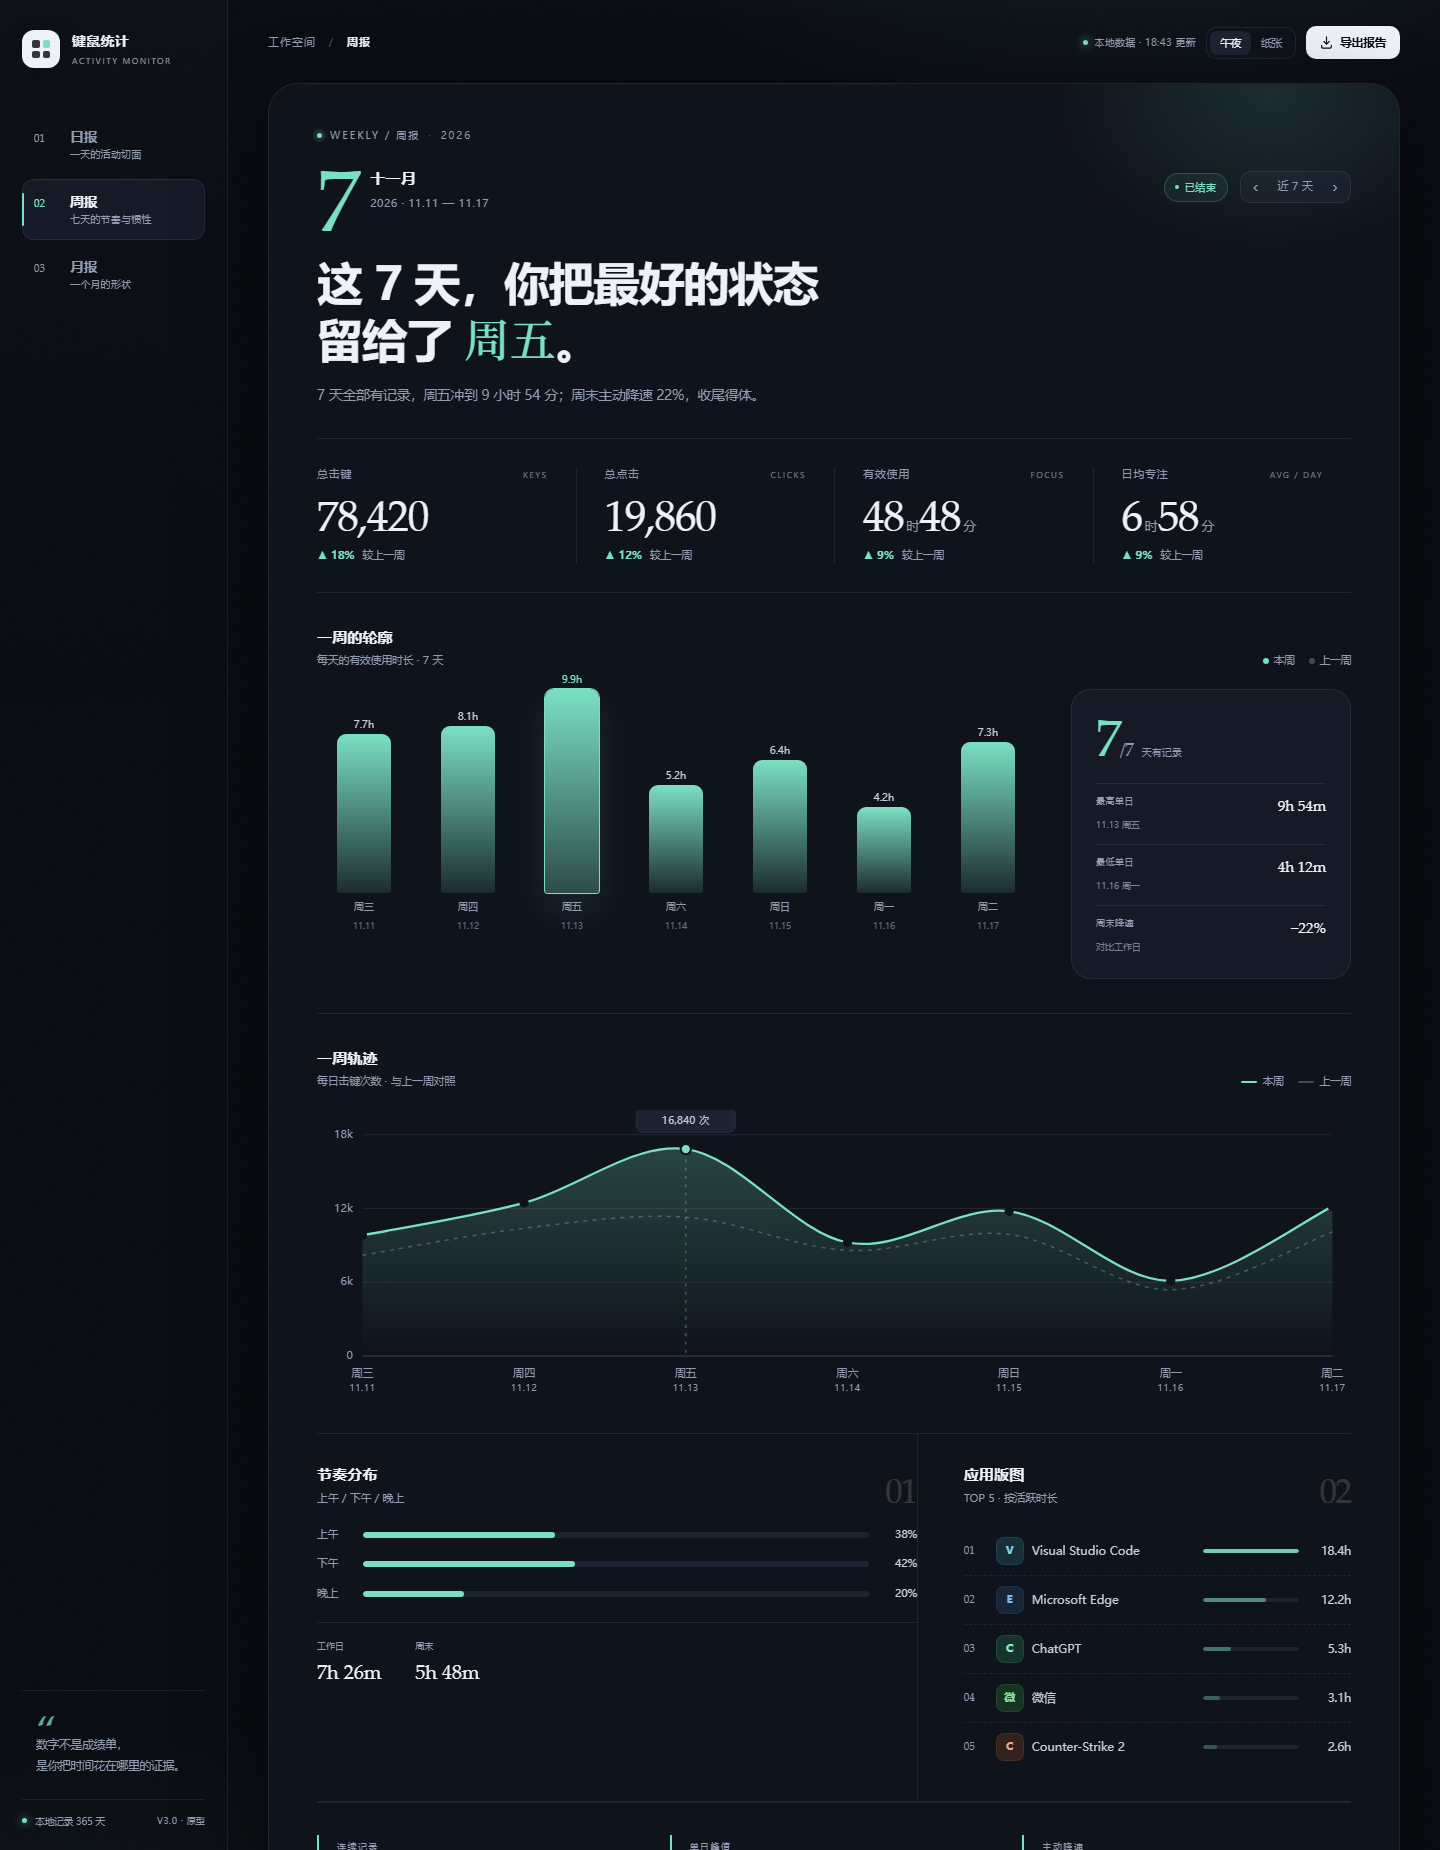 键鼠统计
ACTIVITY MONITOR
01 日报
一天的活动切面
02 周报
七天的节奏与惯性
03 月报
一个月的形状
“
数字不是成绩单，
是你把时间花在哪里的证据。
本地记录 365 天 V3.0 · 原型
工作空间 / 周报
本地数据 · 18:43 更新 午夜 纸张 导出报告
WEEKLY / 周报 · 2026
7 十一月
2026 · 11.11 — 11.17
已结束 ‹ 近 7 天 ›
这 7 天，你把最好的状态
留给了 周五。
7 天全部有记录，周五冲到 9 小时 54 分；周末主动降速 22%，收尾得体。
总击键 KEYS
78,420
▲ 18% 较上一周
总点击 CLICKS
19,860
▲ 12% 较上一周
有效使用 FOCUS
48时48分
▲ 9% 较上一周
日均专注 AVG / DAY
6时58分
▲ 9% 较上一周
一周的轮廓
每天的有效使用时长 · 7 天
本周 上一周
7.7h 8.1h 9.9h 5.2h 6.4h 4.2h 7.3h
周三 周四 周五 周六 周日 周一 周二
11.11 11.12 11.13 11.14 11.15 11.16 11.17
7/7 天有记录
最高单日 9h 54m
11.13 周五
最低单日 4h 12m
11.16 周一
周末降速 −22%
对比工作日
一周轨迹
每日击键次数 · 与上一周对照
本周 上一周
16,840 次
18k
12k
6k
0
周三 周四 周五 周六 周日 周一 周二
11.11 11.12 11.13 11.14 11.15 11.16 11.17
节奏分布
上午 / 下午 / 晚上
01
上午 38%
下午 42%
晚上 20%
工作日 周末
7h 26m 5h 48m
应用版图
TOP 5 · 按活跃时长
02
01 V Visual Studio Code 18.4h
02 E Microsoft Edge 12.2h
03 C ChatGPT 5.3h
04 微 微信 3.1h
05 C Counter-Strike 2 2.6h
连续记录 单日峰值 主动降速